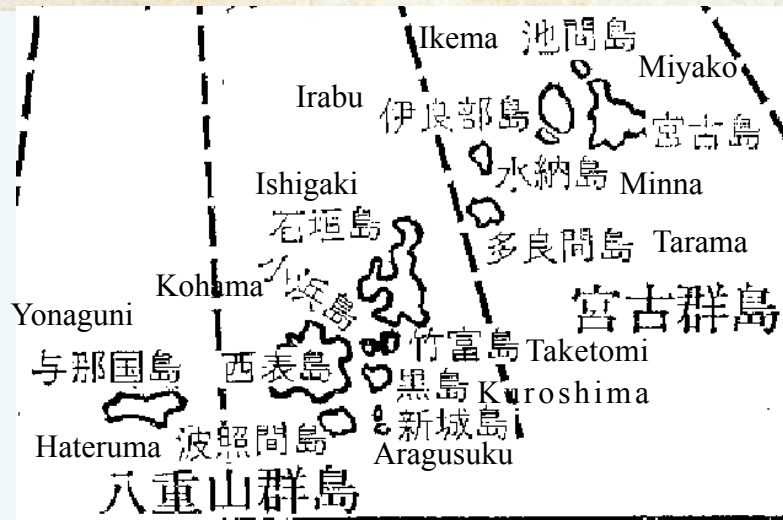 Ikema 池間島
Miyako
Irabu 伊良部島
宮古島
水納島 Minna
Ishigaki
石垣島
多良間島 Tarama
Kohama 小浜島
宮古群島
Yonaguni
与那国島
西表島
竹富島 Taketomi
黒島 Kuroshima
新城島
Hateruma 波照間島
Aragusuku
八重山群島